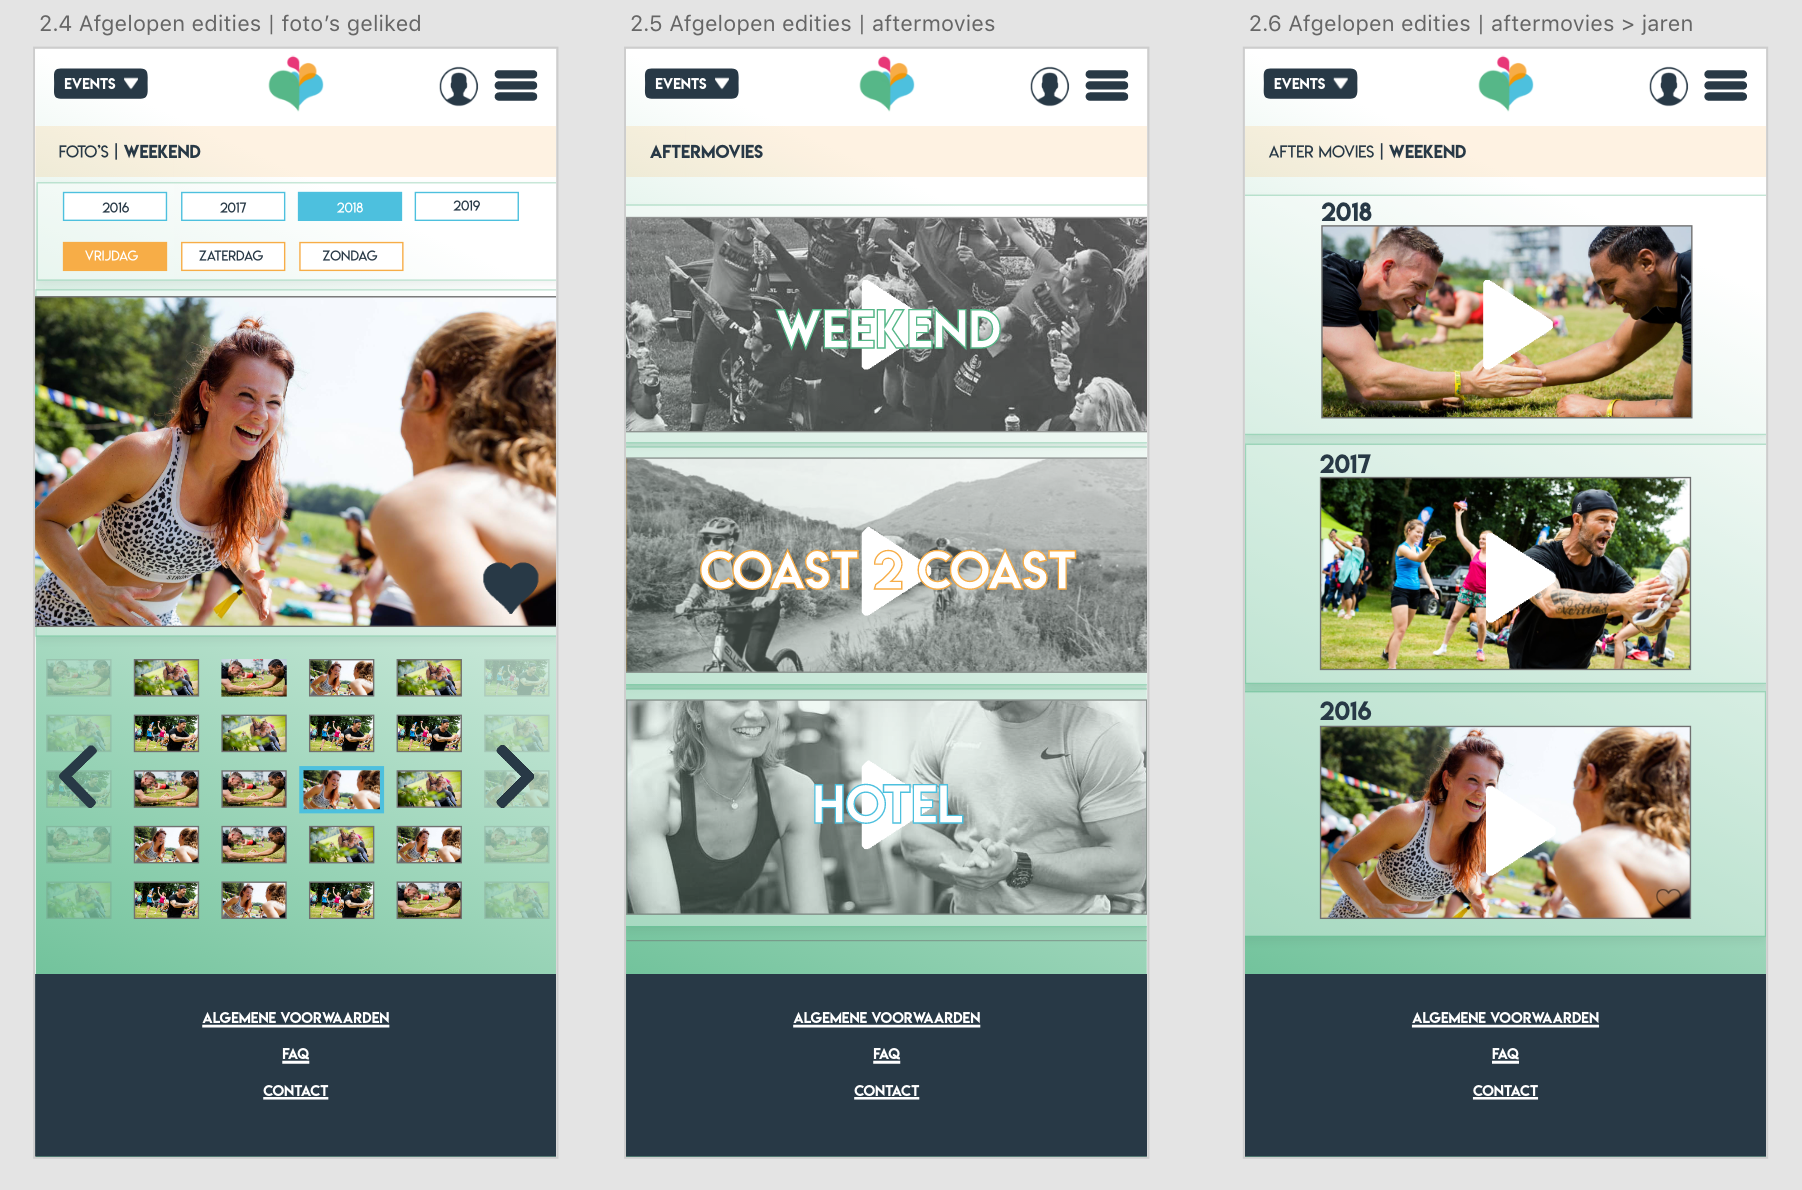 2.4 Afgelopen edities | foto's geliked
EVENTS
FOTO'S | WEEKEND
2016 2017 2018 2019
VRIJDAG ZATERDAG ZONDAG
ALGEMENE VOORWAARDEN
FAQ
CONTACT
2.5 Afgelopen edities | aftermovies
EVENTS
AFTERMOVIES
WEEKEND
COAST 2 COAST
HOTEL
ALGEMENE VOORWAARDEN
FAQ
CONTACT
2.6 Afgelopen edities | aftermovies > jaren
EVENTS
AFTER MOVIES | WEEKEND
2018
2017
2016
ALGEMENE VOORWAARDEN
FAQ
CONTACT